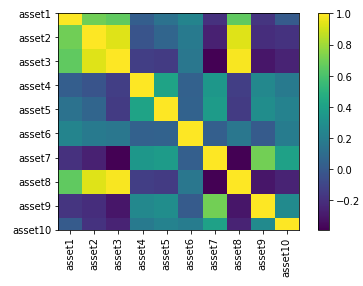 asset1
asset2
asset3
asset4
asset5
asset6
asset7
asset8
asset9
asset10
asset1
asset2
asset3
asset4
asset5
asset6
asset7
asset8
asset9
asset10
1.0
0.8
0.6
0.4
0.2
0.0
−0.2